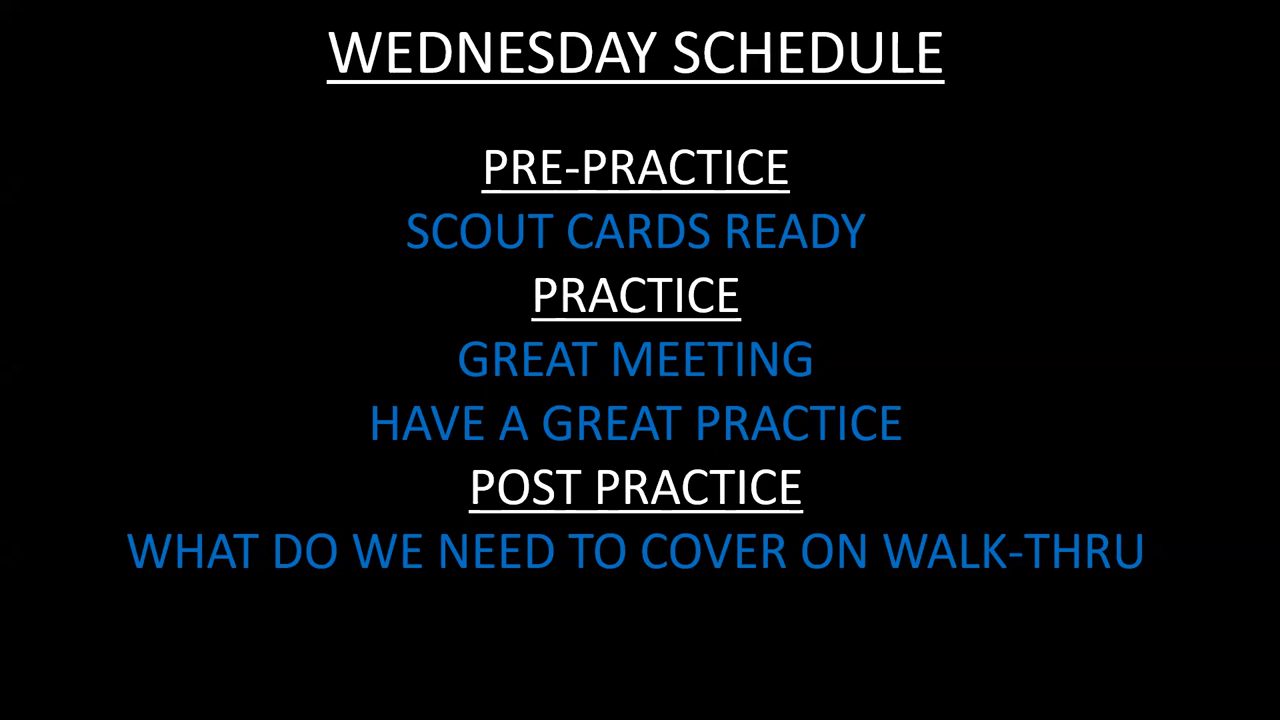 WEDNESDAY SCHEDULE
PRE-PRACTICE
SCOUT CARDS READY
PRACTICE
GREAT MEETING
HAVE A GREAT PRACTICE
POST PRACTICE
WHAT DO WE NEED TO COVER ON WALK-THRU